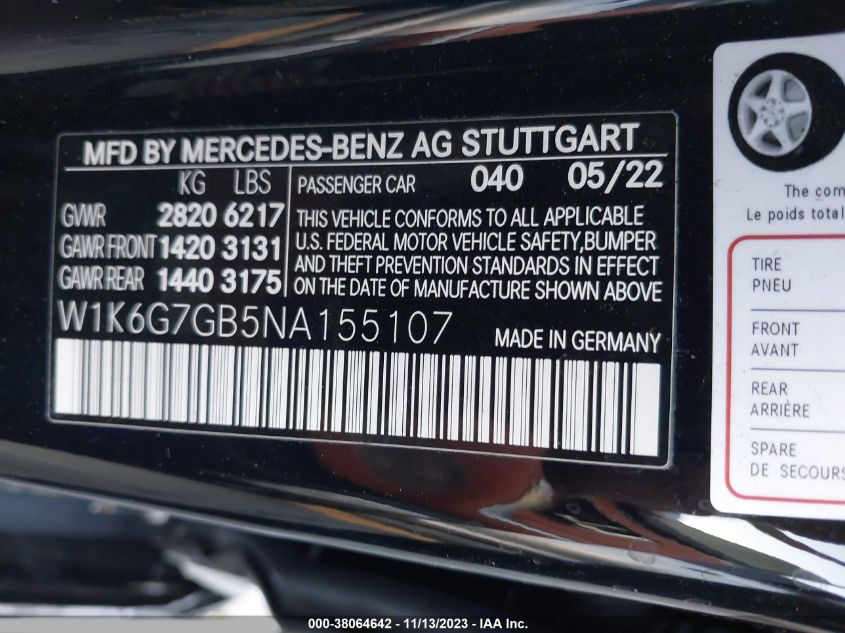 MFD BY MERCEDES-BENZ AG STUTTGART
KG LBS
GVWR 2820 6217
GAWR FRONT 1420 3131
GAWR REAR 1440 3175
PASSENGER CAR 040 05/22
THIS VEHICLE CONFORMS TO ALL APPLICABLE
U.S. FEDERAL MOTOR VEHICLE SAFETY,BUMPER
AND THEFT PREVENTION STANDARDS IN EFFECT
ON THE DATE OF MANUFACTURE SHOWN ABOVE
W1K6G7GB5NA155107
MADE IN GERMANY
The com
Le poids total
TIRE
PNEU
FRONT
AVANT
REAR
ARRIÈRE
SPARE
DE SECOURS
000-38064642 — 11/13/2023 — IAA Inc.